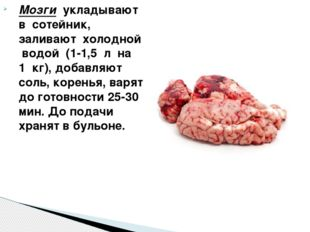 Мозги укладывают
в сотейник,
заливают холодной
водой (1-1,5 л на
1 кг), добавляют
соль, коренья, варят
до готовности 25-30
мин. До подачи
хранят в бульоне.